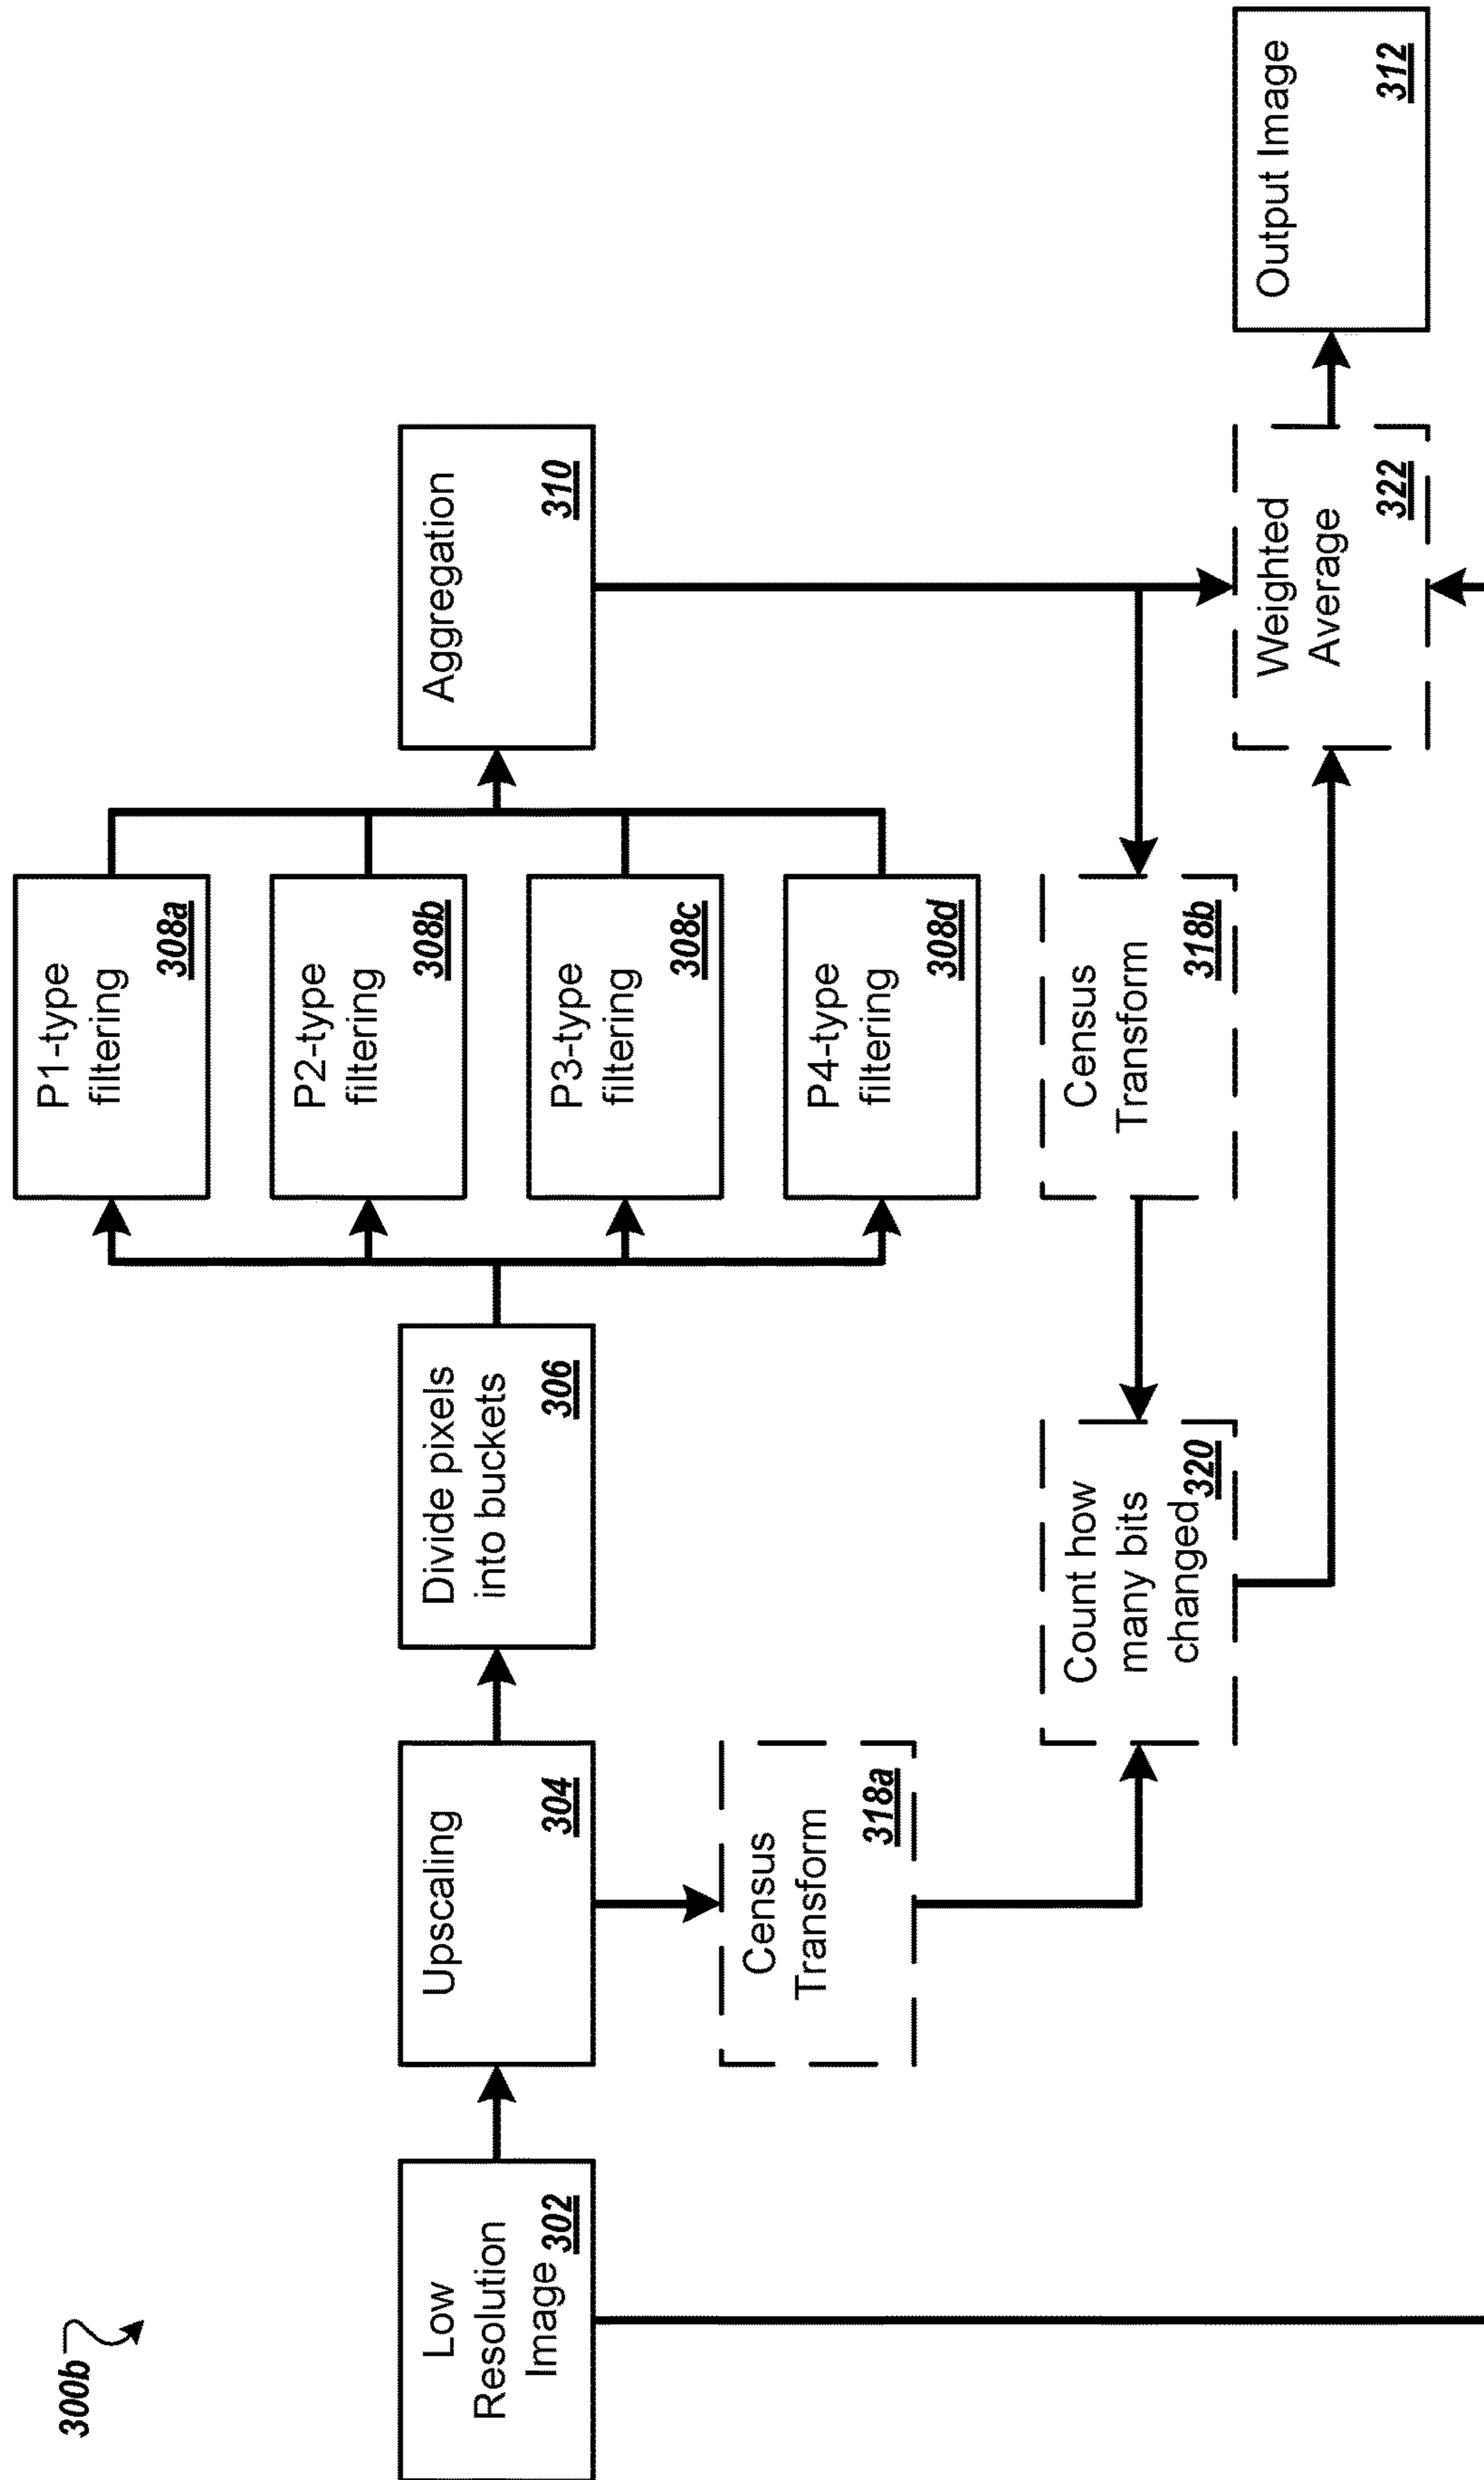 300b
Low
Resolution
Image 302
Upscaling
304
Divide pixels
into buckets
306
P1-type
filtering
308a
P2-type
filtering
308b
P3-type
filtering
308c
P4-type
filtering
308d
Aggregation
310
Census
Transform
318a
Count how
many bits
changed 320
Census
Transform
318b
Weighted
Average
322
Output Image
312